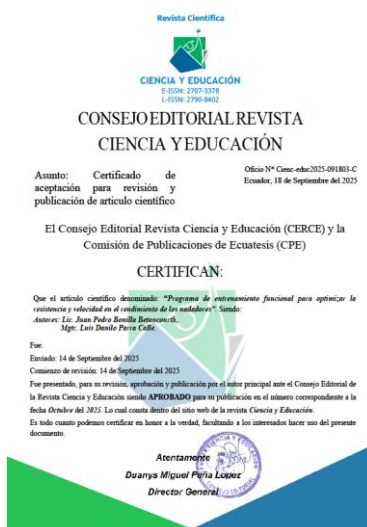 Revista Científica
CIENCIA Y EDUCACIÓN
E-ISSN: 2707-3378
L-ISSN: 2790-8402
CONSEJO EDITORIAL REVISTA
CIENCIA Y EDUCACIÓN
Oficio N° Cienc-educ2025-091803-C
Ecuador, 18 de Septiembre del 2025
Asunto: Certificado de
aceptación para revisión y
publicación de artículo científico
El Consejo Editorial Revista Ciencia y Educación (CERCE) y la
Comisión de Publicaciones de Ecuatesis (CPE)
CERTIFICAN:
Que el artículo científico denominado: "Programa de entrenamiento funcional para optimizar la
resistencia y velocidad en el rendimiento de los nadadores". Siendo:
Autores: Lic. Juan Pedro Bonilla Betancourth.,
Mgtr. Luis Danilo Parra Calle.
Fue:
Enviado: 14 de Septiembre del 2025
Comienzo de revisión: 14 de Septiembre del 2025
Fue presentado, para su revisión, aprobación y publicación por el autor principal ante el Consejo Editorial de
la Revista Ciencia y Educación siendo APROBADO para su publicación en el número correspondiente a la
fecha Octubre del 2025. Lo cual consta dentro del sitio web de la revista Ciencia y Educación.
Es todo cuanto podemos certificar en honor a la verdad, facultando a los interesados hacer uso del presente
documento.
Atentamente
Duanys Miguel Peña López
Director General